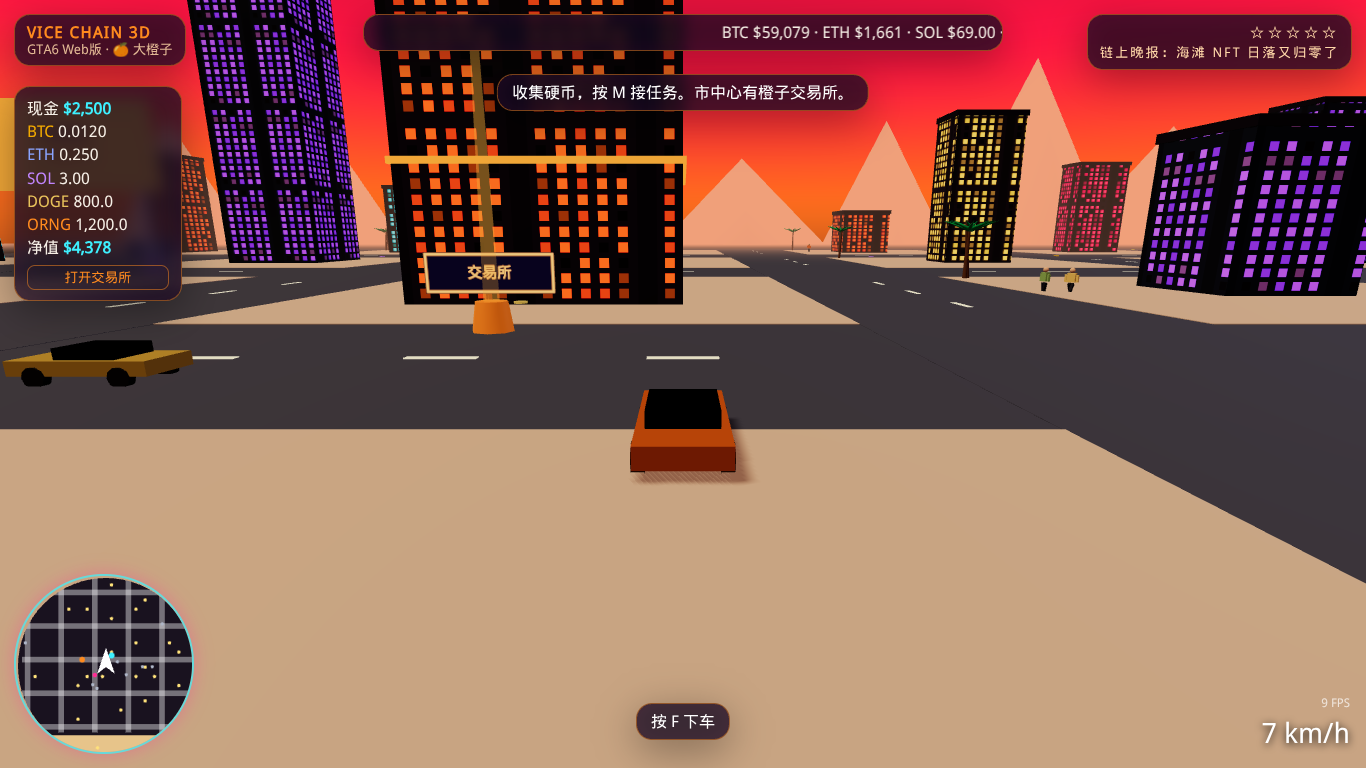 VICE CHAIN 3D
GTA6 Web版 · 🍊 大橙子
BTC $59,079 · ETH $1,661 · SOL $69.00 ·
☆☆☆☆☆
链上晚报：海滩 NFT 日落又归零了
收集硬币，按 M 接任务。市中心有橙子交易所。
现金 $2,500
BTC 0.0120
ETH 0.250
SOL 3.00
DOGE 800.0
ORNG 1,200.0
净值 $4,378
打开交易所
交易所
按 F 下车
9 FPS
7 km/h